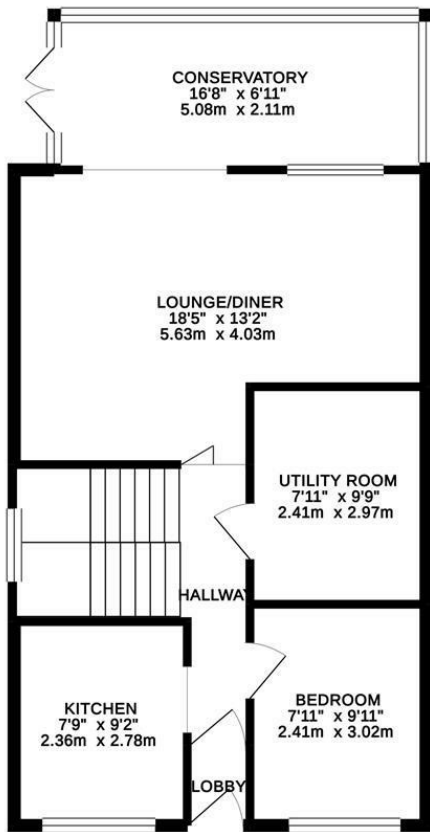 CONSERVATORY
16'8" x 6'11"
5.08m x 2.11m
LOUNGE/DINER
18'5" x 13'2"
5.63m x 4.03m
UTILITY ROOM
7'11" x 9'9"
2.41m x 2.97m
HALLWAY
KITCHEN
7'9" x 9'2"
2.36m x 2.78m
BEDROOM
7'11" x 9'11"
2.41m x 3.02m
LOBBY